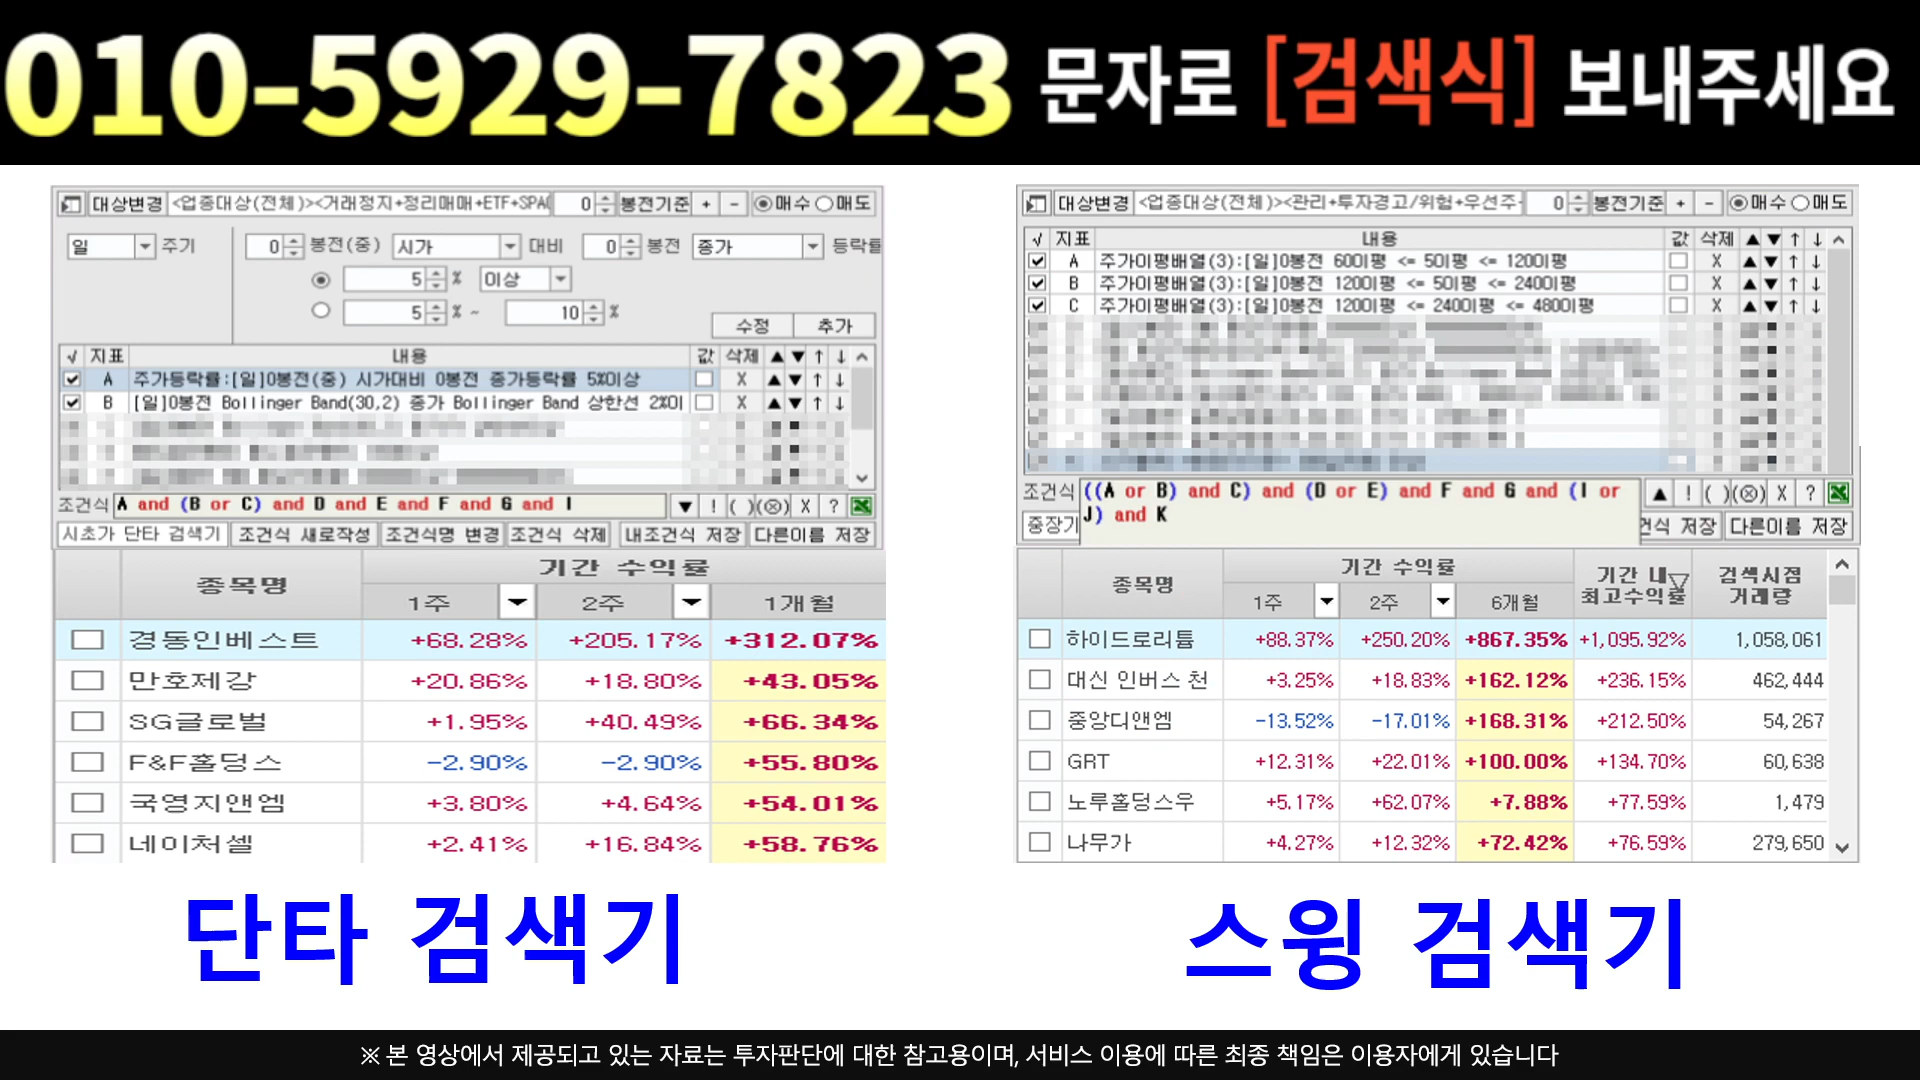 010-5929-7823 문자로 [검색식] 보내주세요
대상변경 <업종대상(전체)><거래정지+정리매매+ETF+SPA 0 봉전기준 + - 매수 매도
일 주기 0 봉전(중) 시가 대비 0 봉전 종가 등락률
5 % 이상
5 % ~ 10 %
수정 추가
√ 지표 내용 값 삭제 ▲ ▼ ↑ ↓
A 주가등락률:[일]0봉전(중) 시가대비 0봉전 종가등락률 5%이상 X ▲ ▼ ↑ ↓
B [일]0봉전 Bollinger Band(30,2) 종가 Bollinger Band 상한선 2%이 X ▲ ▼ ↑ ↓
조건식 A and (B or C) and D and E and F and G and I ▼ ! ( )(⊗) X ?
시초가 단타 검색기 조건식 새로작성 조건식명 변경 조건식 삭제 내조건식 저장 다른이름 저장
종목명 기간 수익률
1주 2주 1개월
경동인베스트 +68.28% +205.17% +312.07%
만호제강 +20.86% +18.80% +43.05%
SG글로벌 +1.95% +40.49% +66.34%
F&F홀딩스 -2.90% -2.90% +55.80%
국영지앤엠 +3.80% +4.64% +54.01%
네이처셀 +2.41% +16.84% +58.76%
단타 검색기
대상변경 <업종대상(전체)><관리+투자경고/위험+우선주+ 0 봉전기준 + - 매수 매도
√ 지표 내용 값 삭제 ▲ ▼ ↑ ↓
A 주가이평배열(3):[일]0봉전 60이평 <= 5이평 <= 120이평 X ▲ ▼ ↑ ↓
B 주가이평배열(3):[일]0봉전 120이평 <= 5이평 <= 240이평 X ▲ ▼ ↑ ↓
C 주가이평배열(3):[일]0봉전 120이평 <= 240이평 <= 480이평 X ▲ ▼ ↑ ↓
조건식 ((A or B) and C) and (D or E) and F and G and (I or ▲ ! ( )(⊗) X ?
중장기 J) and K 건식 저장 다른이름 저장
종목명 기간 수익률 기간 내 최고수익률 검색시점 거래량
1주 2주 6개월
하이드로리튬 +88.37% +250.20% +867.35% +1,095.92% 1,058,061
대신 인버스 천 +3.25% +18.83% +162.12% +236.15% 462,444
중앙디앤엠 -13.52% -17.01% +168.31% +212.50% 54,267
GRT +12.31% +22.01% +100.00% +134.70% 60,638
노루홀딩스우 +5.17% +62.07% +7.88% +77.59% 1,479
나무가 +4.27% +12.32% +72.42% +76.59% 279,650
스윙 검색기
※ 본 영상에서 제공되고 있는 자료는 투자판단에 대한 참고용이며, 서비스 이용에 따른 최종 책임은 이용자에게 있습니다